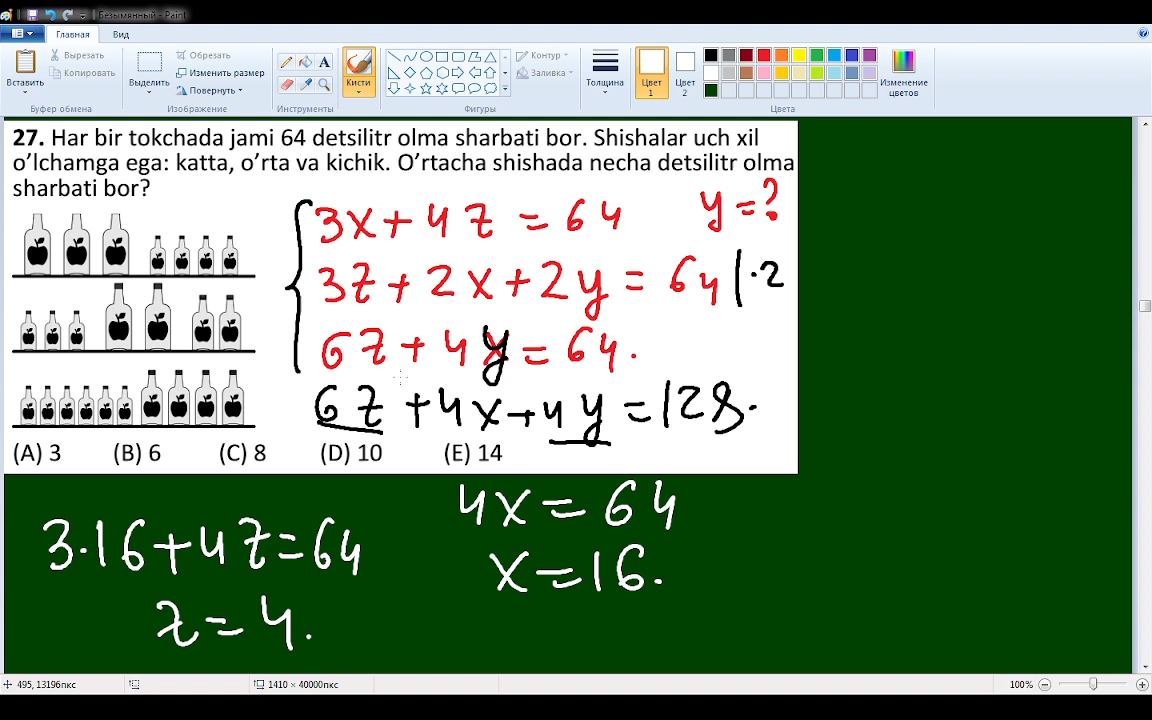 Безымянный - Paint
Главная
Вид
Вставить
Вырезать
Копировать
Буфер обмена
Выделить
Обрезать
Изменить размер
Повернуть
Изображение
A
Инструменты
Кисти
Контур
Заливка
Фигуры
Толщина
Цвет 1
Цвет 2
Изменение цветов
Цвета
27. Har bir tokchada jami 64 detsilitr olma sharbati bor. Shishalar uch xil
o’lchamga ega: katta, o’rta va kichik. O’rtacha shishada necha detsilitr olma
sharbati bor?
3x+4z=64 y=?
3z+2x+2y=64|·2
6z+4y=64.
6z+4x+4y=128.
(A) 3 (B) 6 (C) 8 (D) 10 (E) 14
4x=64
3·16+4z=64
x=16.
z=4.
495, 13196пкс
1410 × 40000пкс
100%